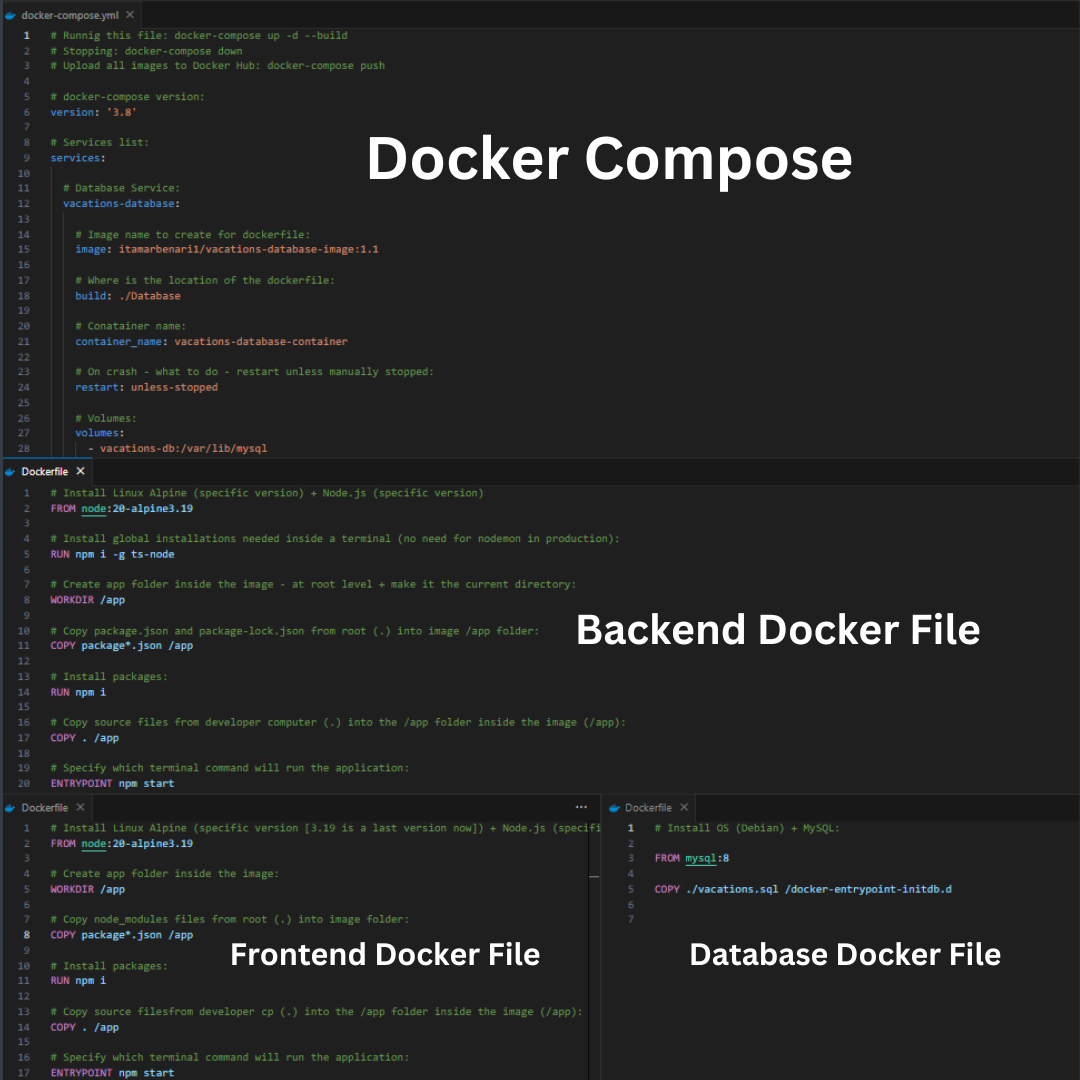 docker-compose.yml
1 # Runnig this file: docker-compose up -d --build
2 # Stopping: docker-compose down
3 # Upload all images to Docker Hub: docker-compose push
4
5 # docker-compose version:
6 version: '3.8'
7
8 # Services list:
9 services:
10
11 # Database Service:
12 vacations-database:
13
14 # Image name to create for dockerfile:
15 image: itamarbenari1/vacations-database-image:1.1
16
17 # Where is the location of the dockerfile:
18 build: ./Database
19
20 # Conatainer name:
21 container_name: vacations-database-container
22
23 # On crash - what to do - restart unless manually stopped:
24 restart: unless-stopped
25
26 # Volumes:
27 volumes:
28 - vacations-db:/var/lib/mysql
Docker Compose
Dockerfile
1 # Install Linux Alpine (specific version) + Node.js (specific version)
2 FROM node:20-alpine3.19
3
4 # Install global installations needed inside a terminal (no need for nodemon in production):
5 RUN npm i -g ts-node
6
7 # Create app folder inside the image - at root level + make it the current directory:
8 WORKDIR /app
9
10 # Copy package.json and package-lock.json from root (.) into image /app folder:
11 COPY package*.json /app
12
13 # Install packages:
14 RUN npm i
15
16 # Copy source files from developer computer (.) into the /app folder inside the image (/app):
17 COPY . /app
18
19 # Specify which terminal command will run the application:
20 ENTRYPOINT npm start
Backend Docker File
Dockerfile
1 # Install Linux Alpine (specific version [3.19 is a last version now]) + Node.js (specifi
2 FROM node:20-alpine3.19
3
4 # Create app folder inside the image:
5 WORKDIR /app
6
7 # Copy node_modules files from root (.) into image folder:
8 COPY package*.json /app
9
10 # Install packages:
11 RUN npm i
12
13 # Copy source filesfrom developer cp (.) into the /app folder inside the image (/app):
14 COPY . /app
15
16 # Specify which terminal command will run the application:
17 ENTRYPOINT npm start
Frontend Docker File
Dockerfile
1 # Install OS (Debian) + MySQL:
2
3 FROM mysql:8
4
5 COPY ./vacations.sql /docker-entrypoint-initdb.d
6
7
Database Docker File